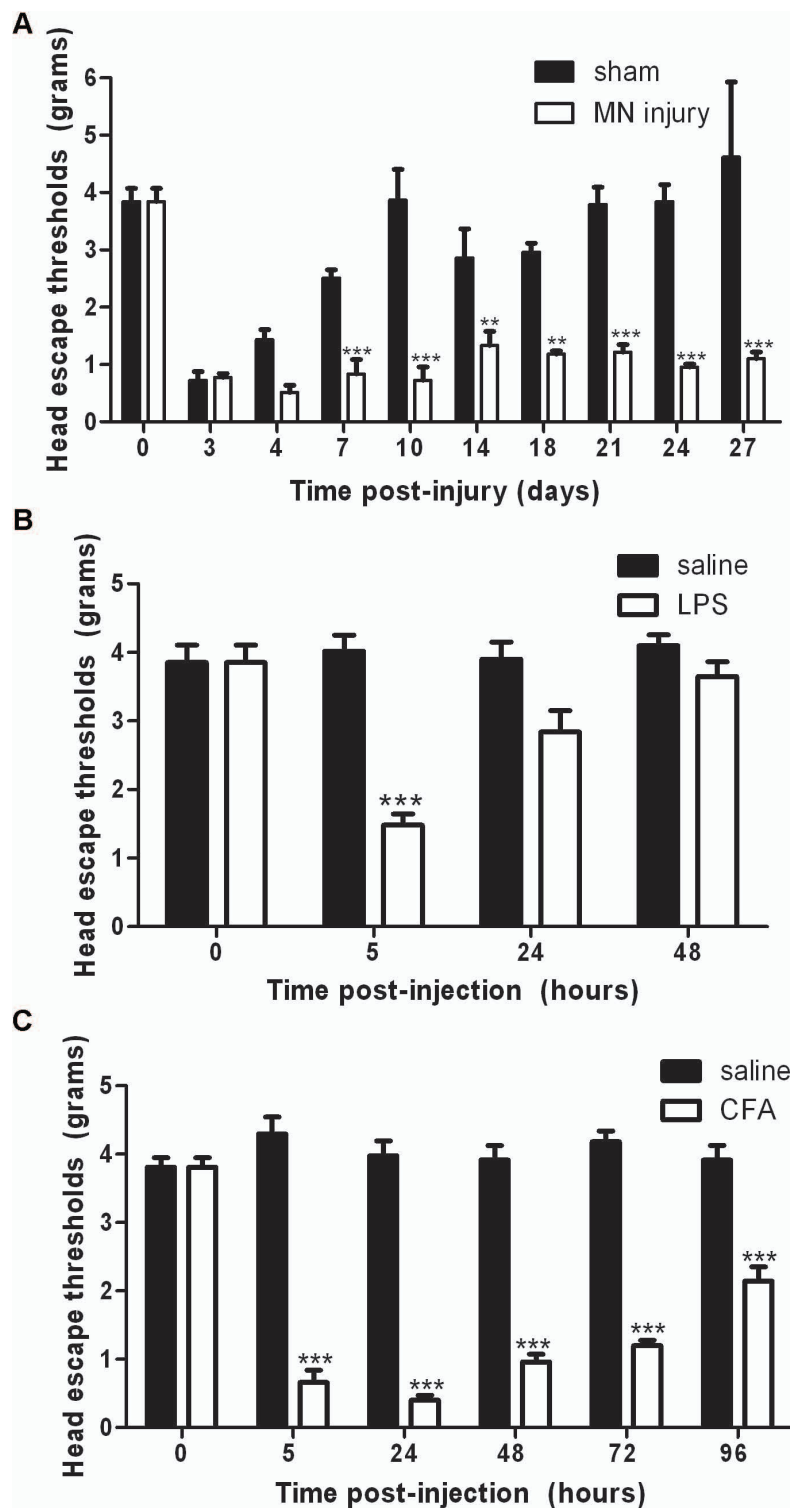 A
Head escape thresholds (grams)
6
5
4
3
2
1
0
sham
MN injury
***
***
**
**
***
***
***
0 3 4 7 10 14 18 21 24 27
Time post-injury (days)
B
Head escape thresholds (grams)
5
4
3
2
1
0
saline
LPS
***
0 5 24 48
Time post-injection (hours)
C
Head escape thresholds (grams)
5
4
3
2
1
0
saline
CFA
***
***
***
***
***
0 5 24 48 72 96
Time post-injection (hours)